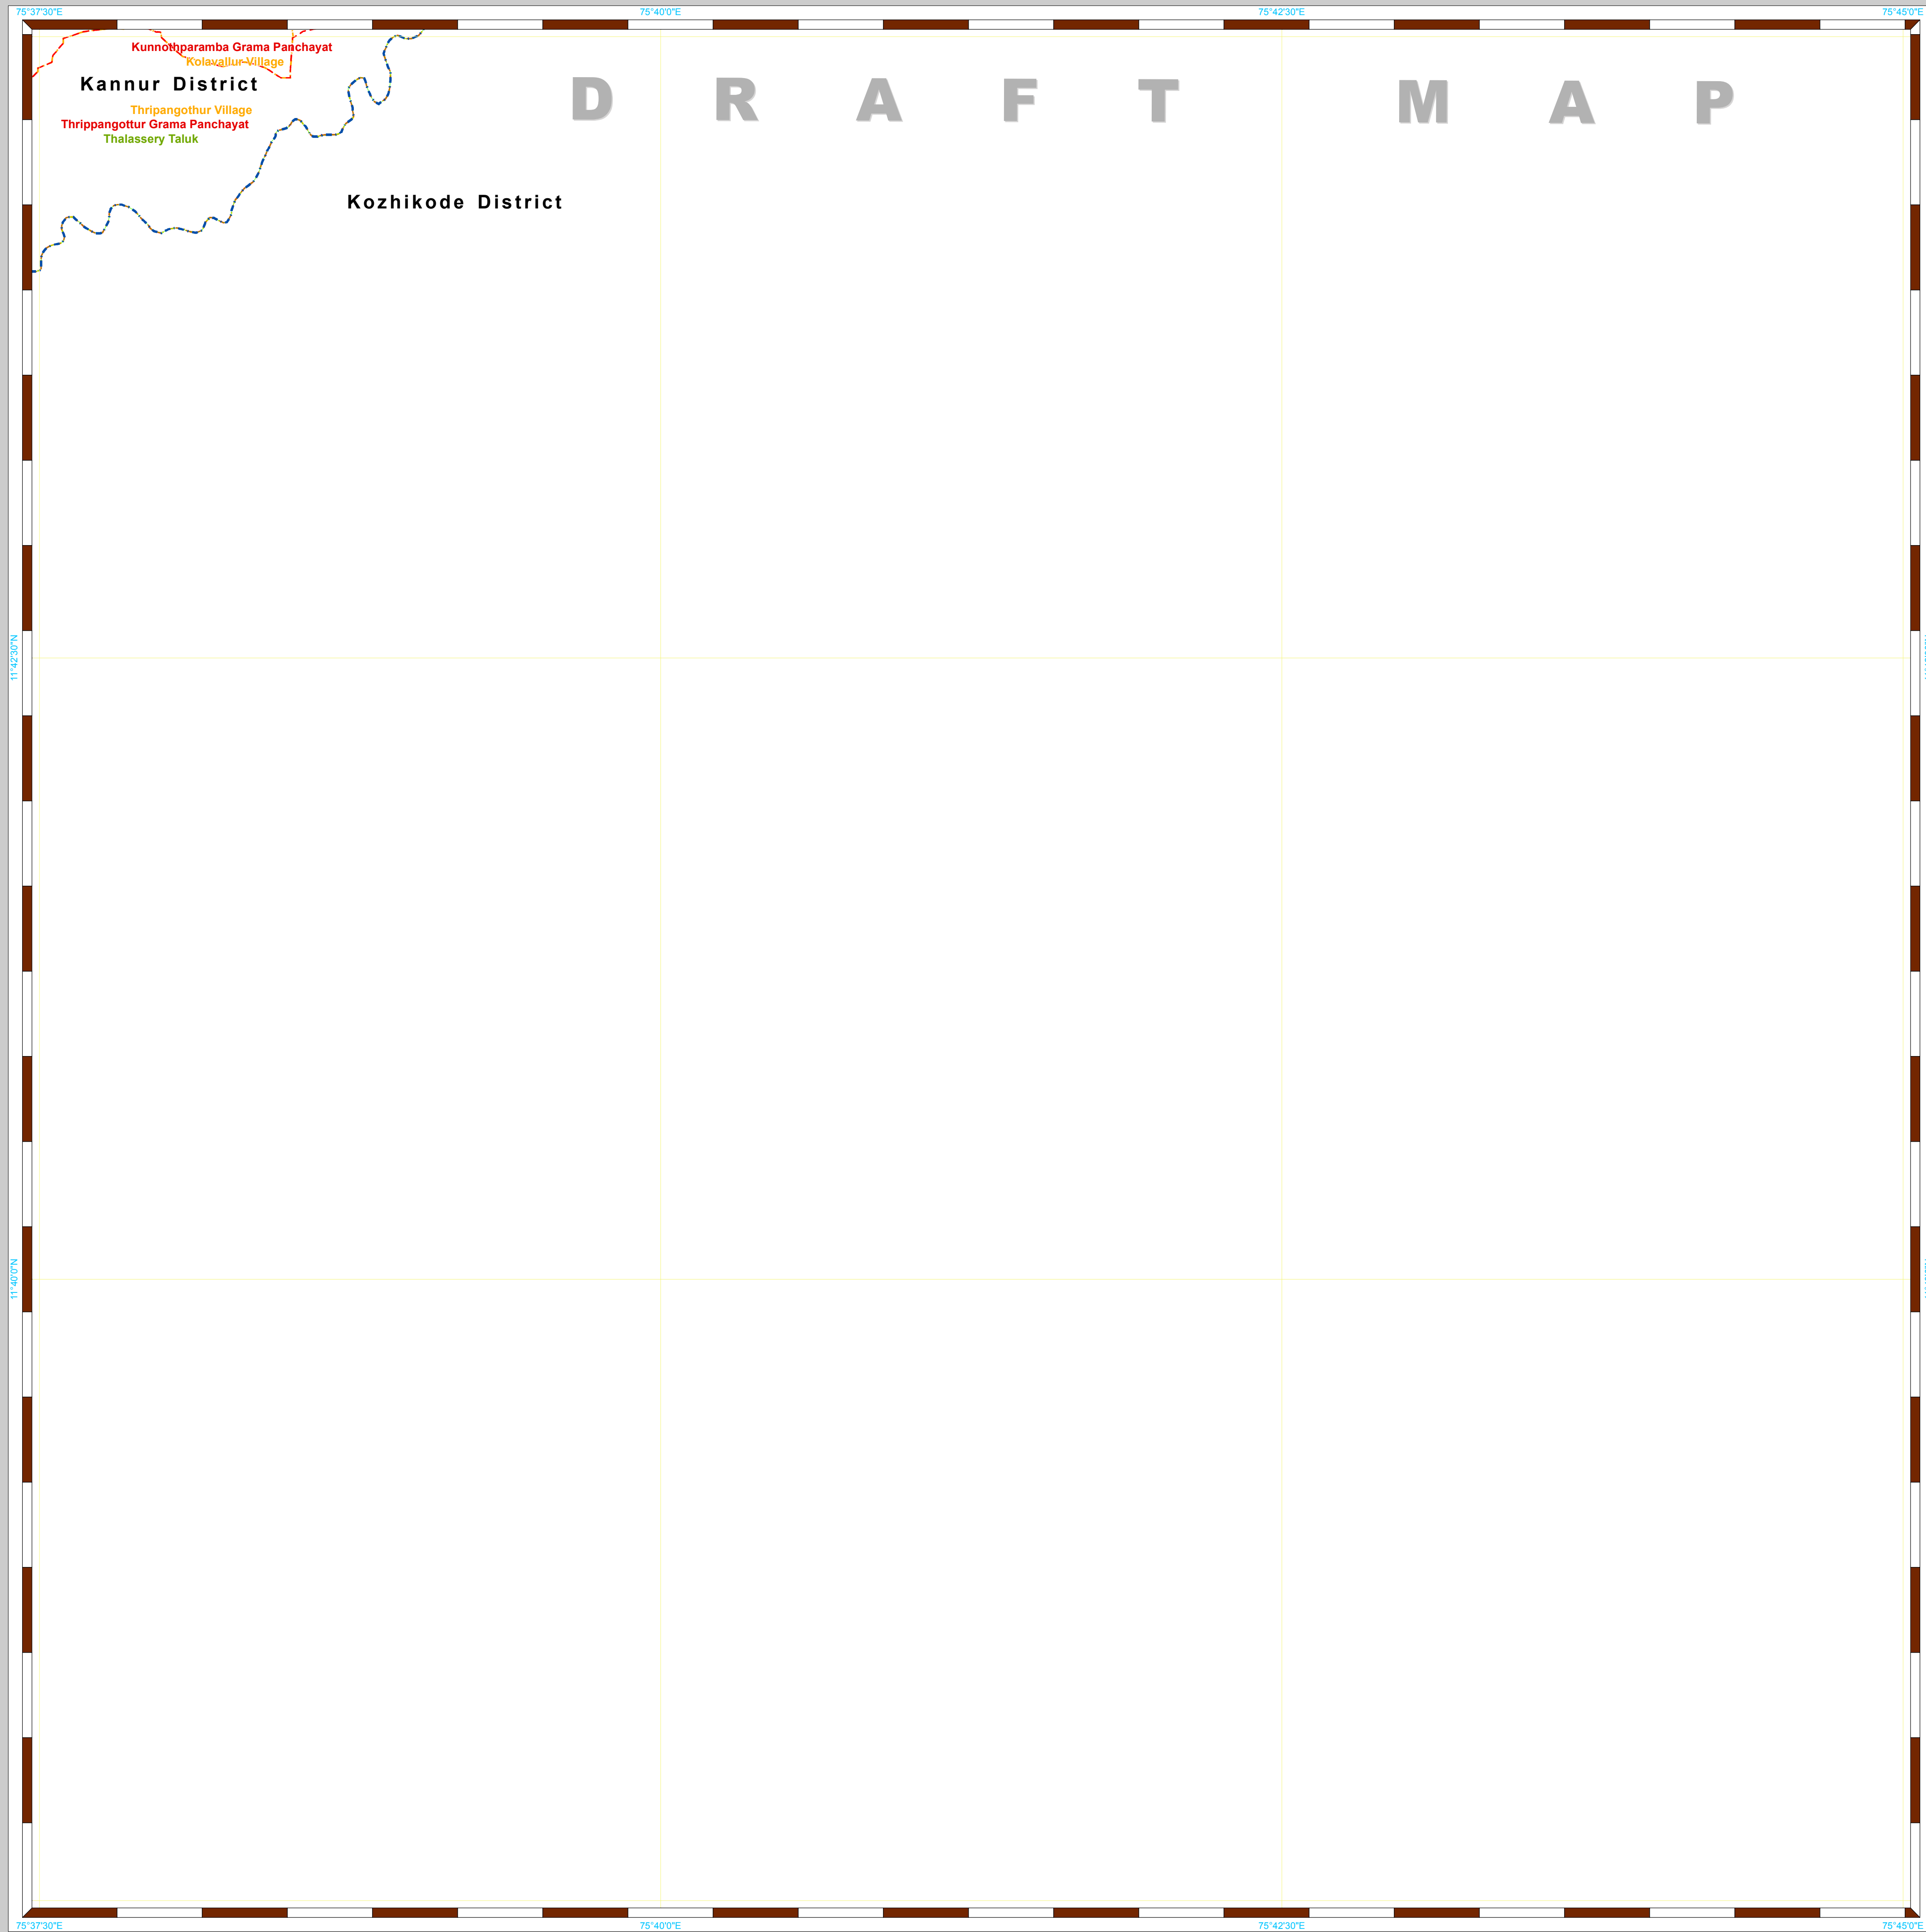 75°37'30"E 75°40'0"E 75°42'30"E 75°45'0"E
Kunnothparamba Grama Panchayat
Kolavallur Village
Kannur District
DRAFT MAP
Thripangothur Village
Thrippangottur Grama Panchayat
Thalassery Taluk
Kozhikode District
11°42'30"N
11°40'0"N
75°37'30"E 75°40'0"E 75°42'30"E 75°45'0"E